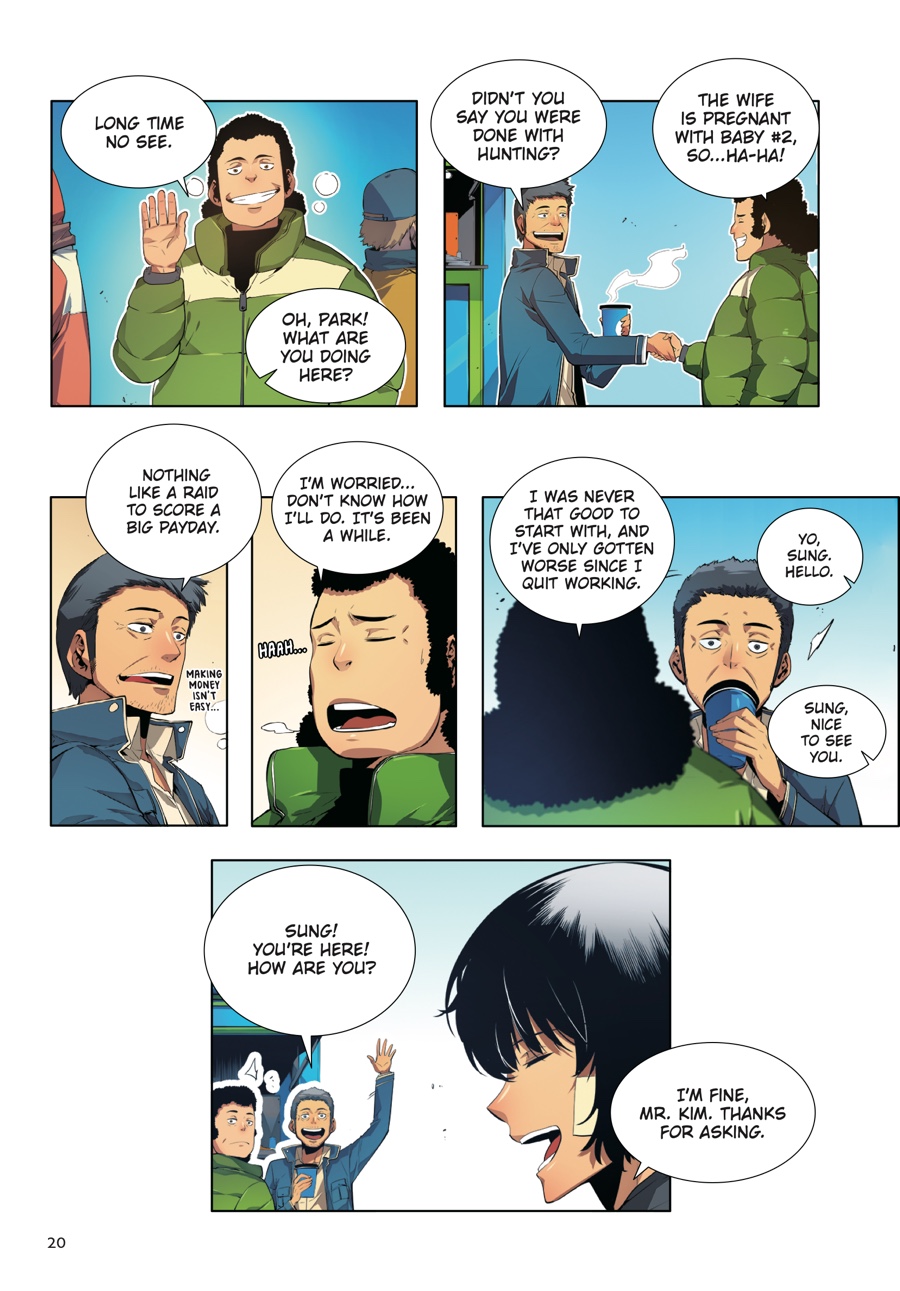 LONG TIME
NO SEE.
OH, PARK!
WHAT ARE
YOU DOING
HERE?
DIDN'T YOU
SAY YOU WERE
DONE WITH
HUNTING?
THE WIFE
IS PREGNANT
WITH BABY #2,
SO...HA-HA!
NOTHING
LIKE A RAID
TO SCORE A
BIG PAYDAY.
MAKING
MONEY
ISN'T
EASY...
I'M WORRIED...
DON'T KNOW HOW
I'LL DO. IT'S BEEN
A WHILE.
HAAH...
I WAS NEVER
THAT GOOD TO
START WITH, AND
I'VE ONLY GOTTEN
WORSE SINCE I
QUIT WORKING.
YO,
SUNG.
HELLO.
SUNG,
NICE
TO SEE
YOU.
SUNG!
YOU'RE HERE!
HOW ARE YOU?
I'M FINE,
MR. KIM. THANKS
FOR ASKING.
20